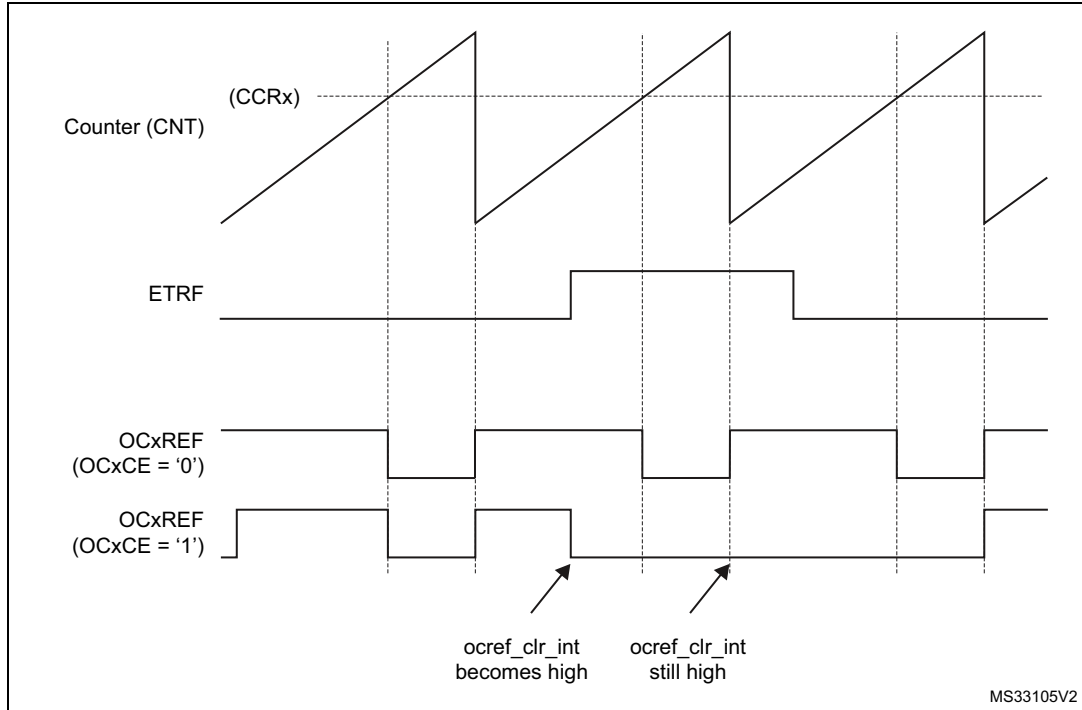 (CCRx)
Counter (CNT)
ETRF
OCxREF
(OCxCE = ‘0’)
OCxREF
(OCxCE = ‘1’)
ocref_clr_int
becomes high
ocref_clr_int
still high
MS33105V2